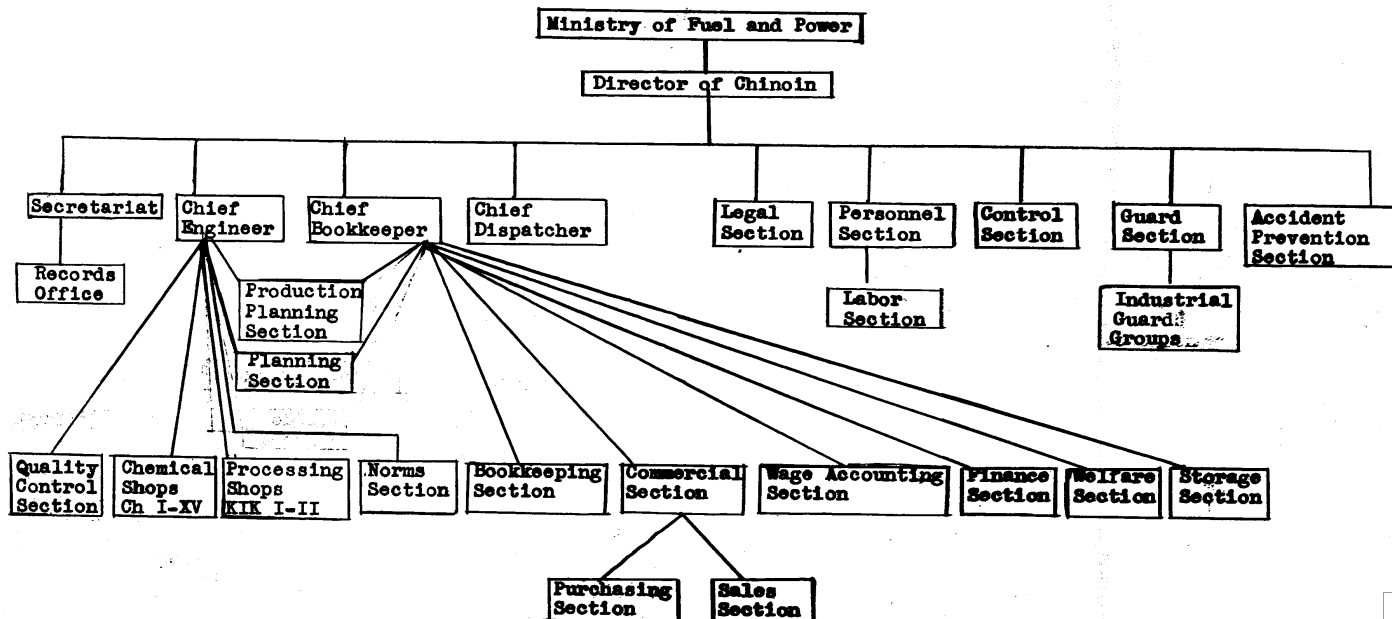 Ministry of Fuel and Power
Director of Chinoin
Secretariat
Chief
Engineer
Chief
Bookkeeper
Chief
Dispatcher
Legal
Section
Personnel
Section
Control
Section
Guard
Section
Accident
Prevention
Section
Records
Office
Production
Planning
Section
Planning
Section
Labor
Section
Industrial
Guard
Groups
Quality
Control
Section
Chemical
Shops
Ch I-XV
Processing
Shops
KIK I-II
Norms
Section
Bookkeeping
Section
Commercial
Section
Wage Accounting
Section
Finance
Section
Welfare
Section
Storage
Section
Purchasing
Section
Sales
Section